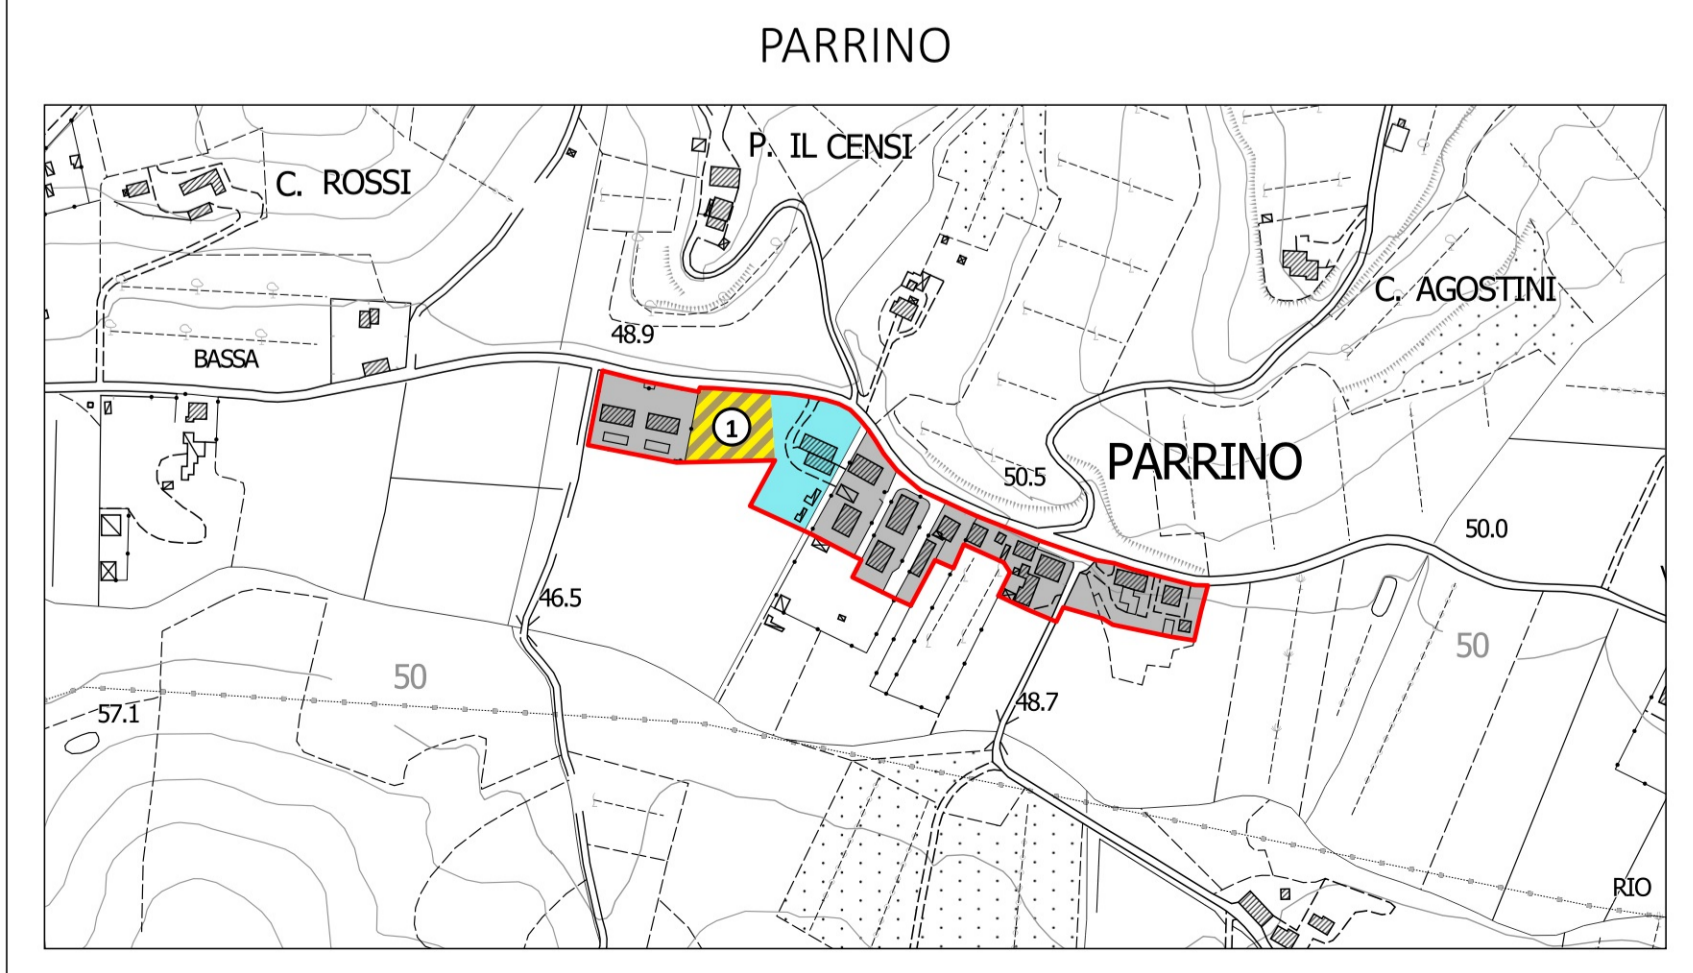 PARRINO
P. IL CENSI
C. ROSSI
C. AGOSTINI
48.9
BASSA
1
PARRINO
50.5
50.0
46.5
50
50
48.7
57.1
RIO